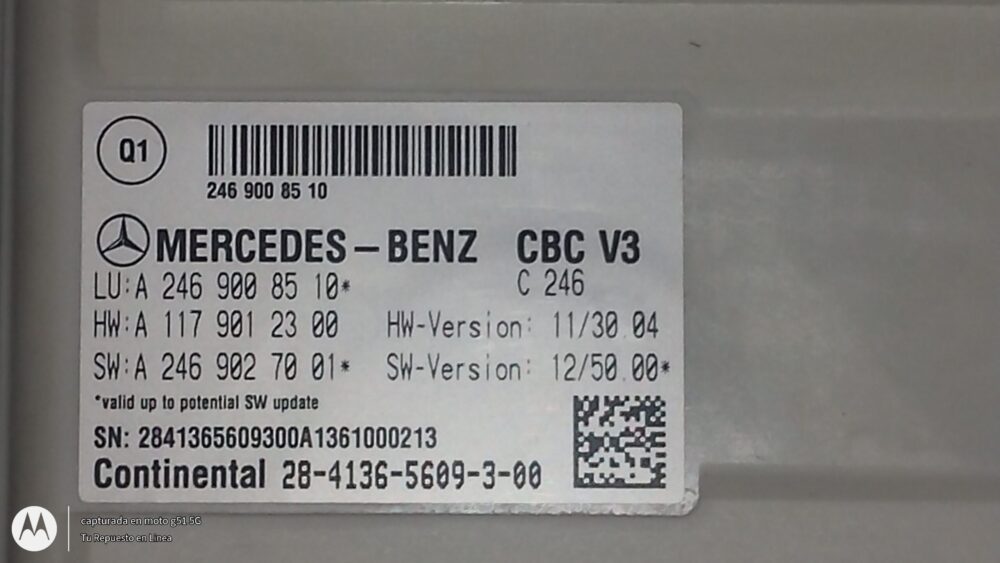 Q1
246 900 85 10
MERCEDES – BENZ CBC V3
LU:A 246 900 85 10* C 246
HW:A 117 901 23 00 HW-Version: 11/30.04
SW:A 246 902 70 01* SW-Version: 12/50.00*
*valid up to potential SW update
SN: 2841365609300A1361000213
Continental 28-4136-5609-3-00
capturada en moto g51 5G
Tu Repuesto en Linea